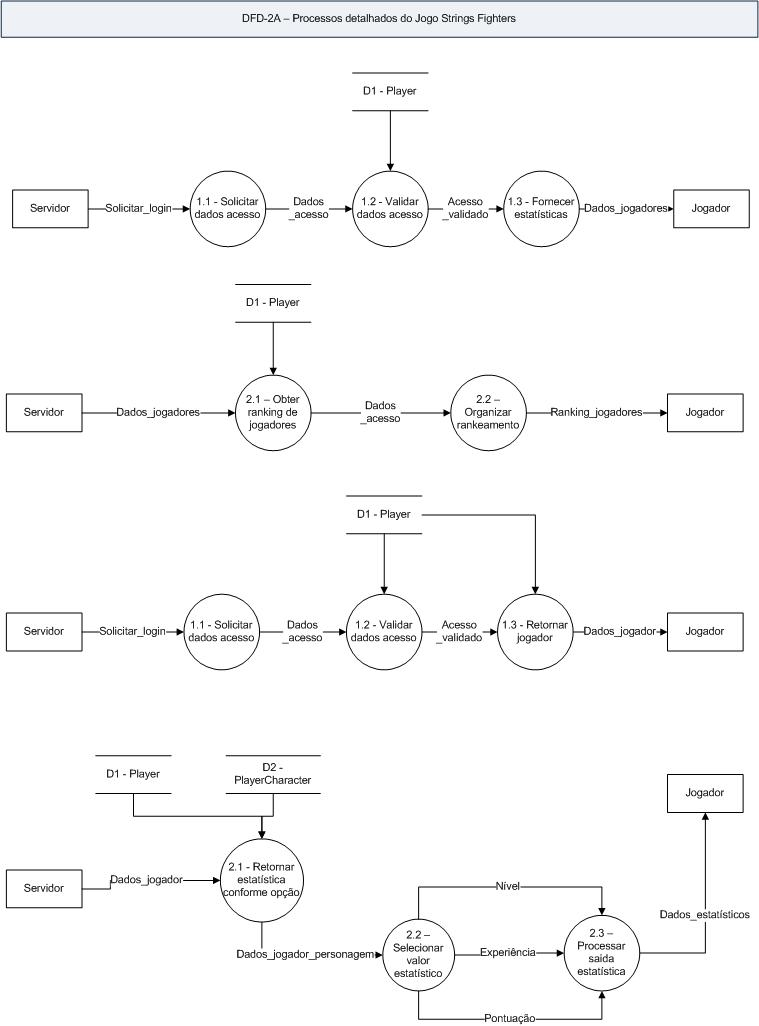 DFD-2A – Processos detalhados do Jogo Strings Fighters
D1 - Player
Servidor
Solicitar_login
1.1 - Solicitar
dados acesso
Dados
_acesso
1.2 - Validar
dados acesso
Acesso
_validado
1.3 - Fornecer
estatísticas
Dados_jogadores
Jogador
D1 - Player
Servidor
Dados_jogadores
2.1 – Obter
ranking de
jogadores
Dados
_acesso
2.2 –
Organizar
rankeamento
Ranking_jogadores
Jogador
D1 - Player
Servidor
Solicitar_login
1.1 - Solicitar
dados acesso
Dados
_acesso
1.2 - Validar
dados acesso
Acesso
_validado
1.3 - Retornar
jogador
Dados_jogador
Jogador
D1 - Player
D2 -
PlayerCharacter
Jogador
Servidor
Dados_jogador
2.1 - Retornar
estatística
conforme opção
Dados_jogador_personagem
2.2 –
Selecionar
valor
estatístico
Nível
Experiência
Pontuação
2.3 –
Processar
saida
estatística
Dados_estatísticos